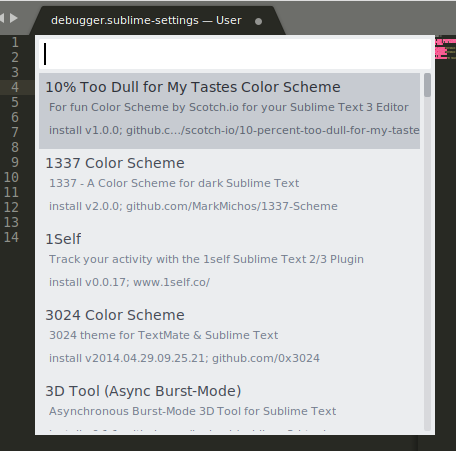 debugger.sublime-settings — User
1
2
3
4
5
6
7
8
9
10
11
12
13
14
10% Too Dull for My Tastes Color Scheme
For fun Color Scheme by Scotch.io for your Sublime Text 3 Editor
install v1.0.0; github.c.../scotch-io/10-percent-too-dull-for-my-taste
1337 Color Scheme
1337 - A Color Scheme for dark Sublime Text
install v2.0.0; github.com/MarkMichos/1337-Scheme
1Self
Track your activity with the 1self Sublime Text 2/3 Plugin
install v0.0.17; www.1self.co/
3024 Color Scheme
3024 theme for TextMate & Sublime Text
install v2014.04.29.09.25.21; github.com/0x3024
3D Tool (Async Burst-Mode)
Asynchronous Burst-Mode 3D Tool for Sublime Text